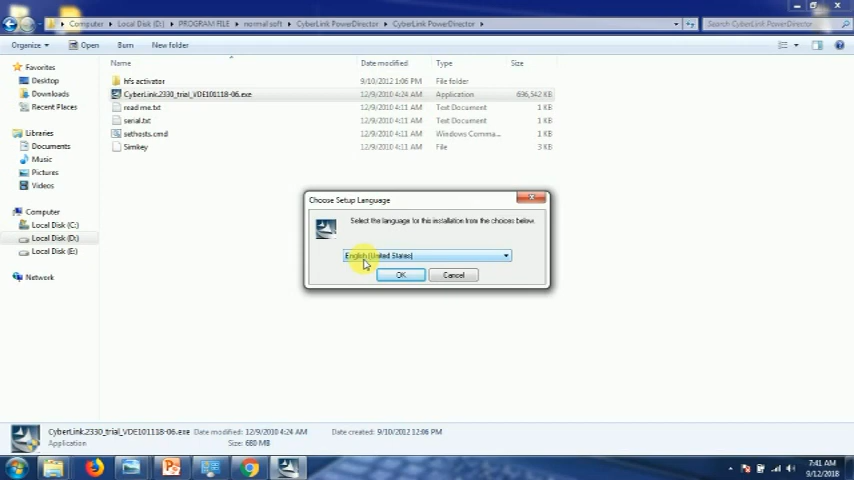 Computer ▸ Local Disk (D:) ▸ PROGRAM FILE ▸ normal soft ▸ CyberLink PowerDirector ▸ CyberLink PowerDirector ▸
Search CyberLink PowerDirector
Organize ▾ Open Burn New folder
Name Date modified Type Size
hfs activator 9/10/2012 1:06 PM File folder
CyberLink.2330_trial_VDE101118-06.exe 12/9/2010 4:24 AM Application 696,542 KB
read me.txt 12/9/2010 4:11 AM Text Document 1 KB
serial.txt 12/9/2010 4:11 AM Text Document 1 KB
sethosts.cmd 12/9/2010 4:11 AM Windows Comma... 1 KB
Simkey 12/9/2010 4:11 AM File 3 KB
Favorites
Desktop
Downloads
Recent Places
Libraries
Documents
Music
Pictures
Videos
Computer
Local Disk (C:)
Local Disk (D:)
Local Disk (E:)
Network
Choose Setup Language
Select the language for this installation from the choices below.
English (United States)
OK Cancel
CyberLink.2330_trial_VDE101118-06.exe Date modified: 12/9/2010 4:24 AM Date created: 9/10/2012 12:06 PM
Application Size: 680 MB
7:41 AM
9/12/2018